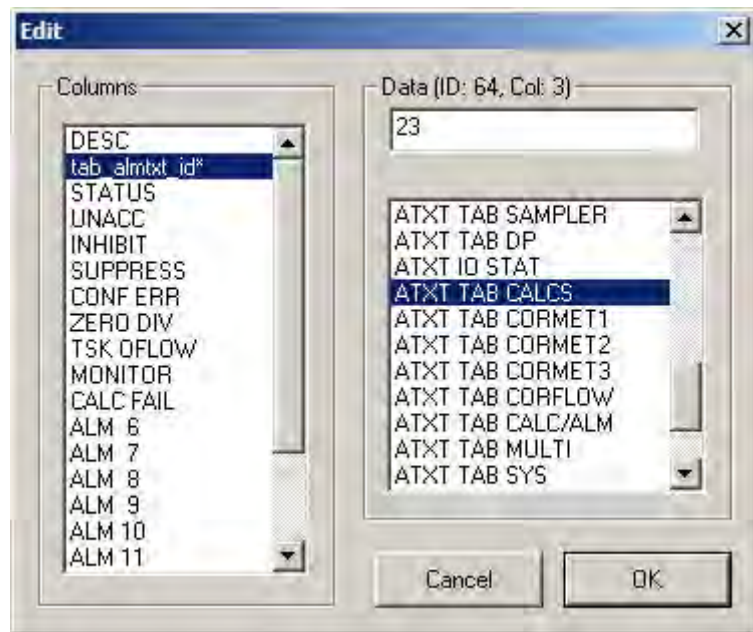 Edit
Columns
DESC
tab_almtxt_id*
STATUS
UNACC
INHIBIT
SUPPRESS
CONF ERR
ZERO DIV
TSK OFLOW
MONITOR
CALC FAIL
ALM  6
ALM  7
ALM  8
ALM  9
ALM 10
ALM 11
Data (ID: 64, Col: 3)
23
ATXT TAB SAMPLER
ATXT TAB DP
ATXT IO STAT
ATXT TAB CALCS
ATXT TAB CORMET1
ATXT TAB CORMET2
ATXT TAB CORMET3
ATXT TAB CORFLOW
ATXT TAB CALC/ALM
ATXT TAB MULTI
ATXT TAB SYS
Cancel
OK